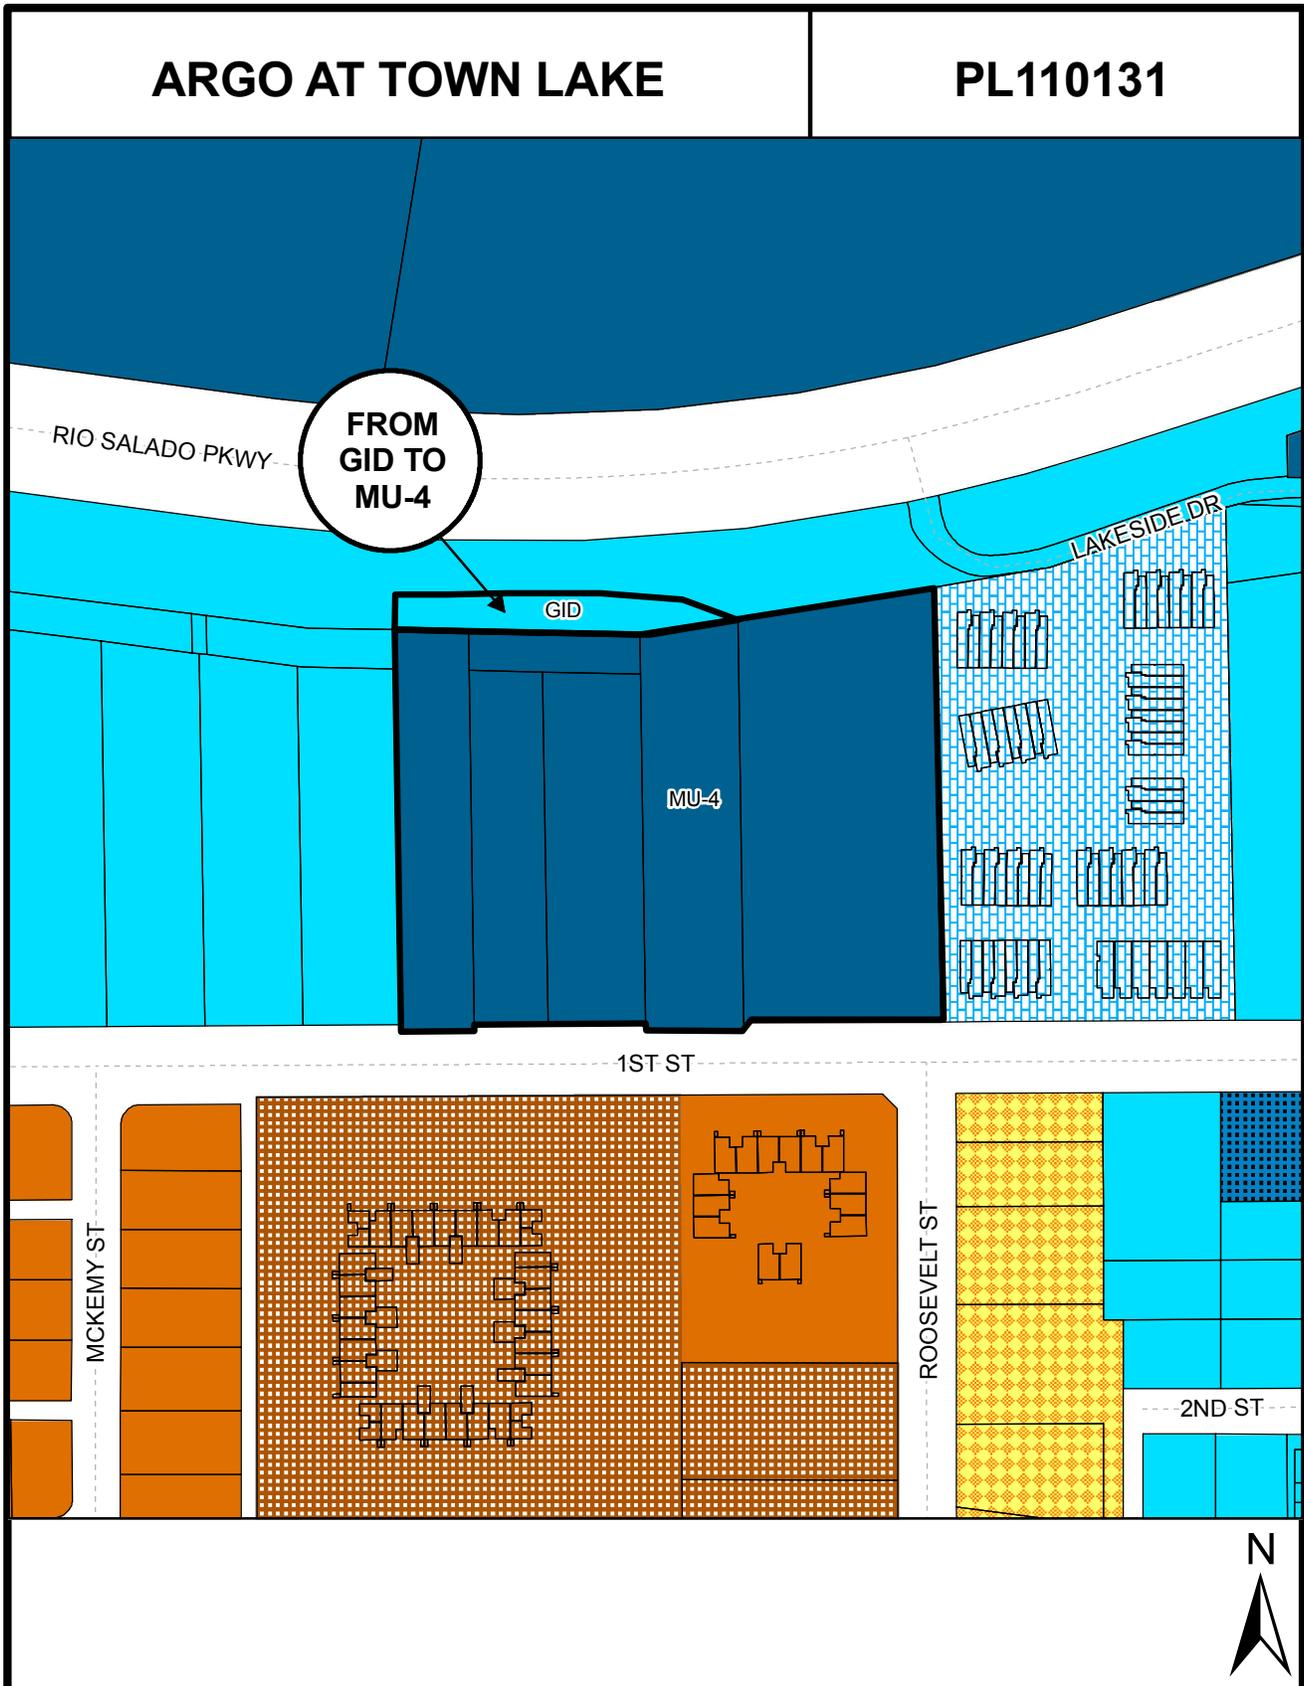 ARGO AT TOWN LAKE
PL110131
FROM
GID TO
MU-4
RIO SALADO PKWY
LAKESIDE DR
GID
MU-4
1ST ST
MCKEMY ST
ROOSEVELT ST
2ND ST
N